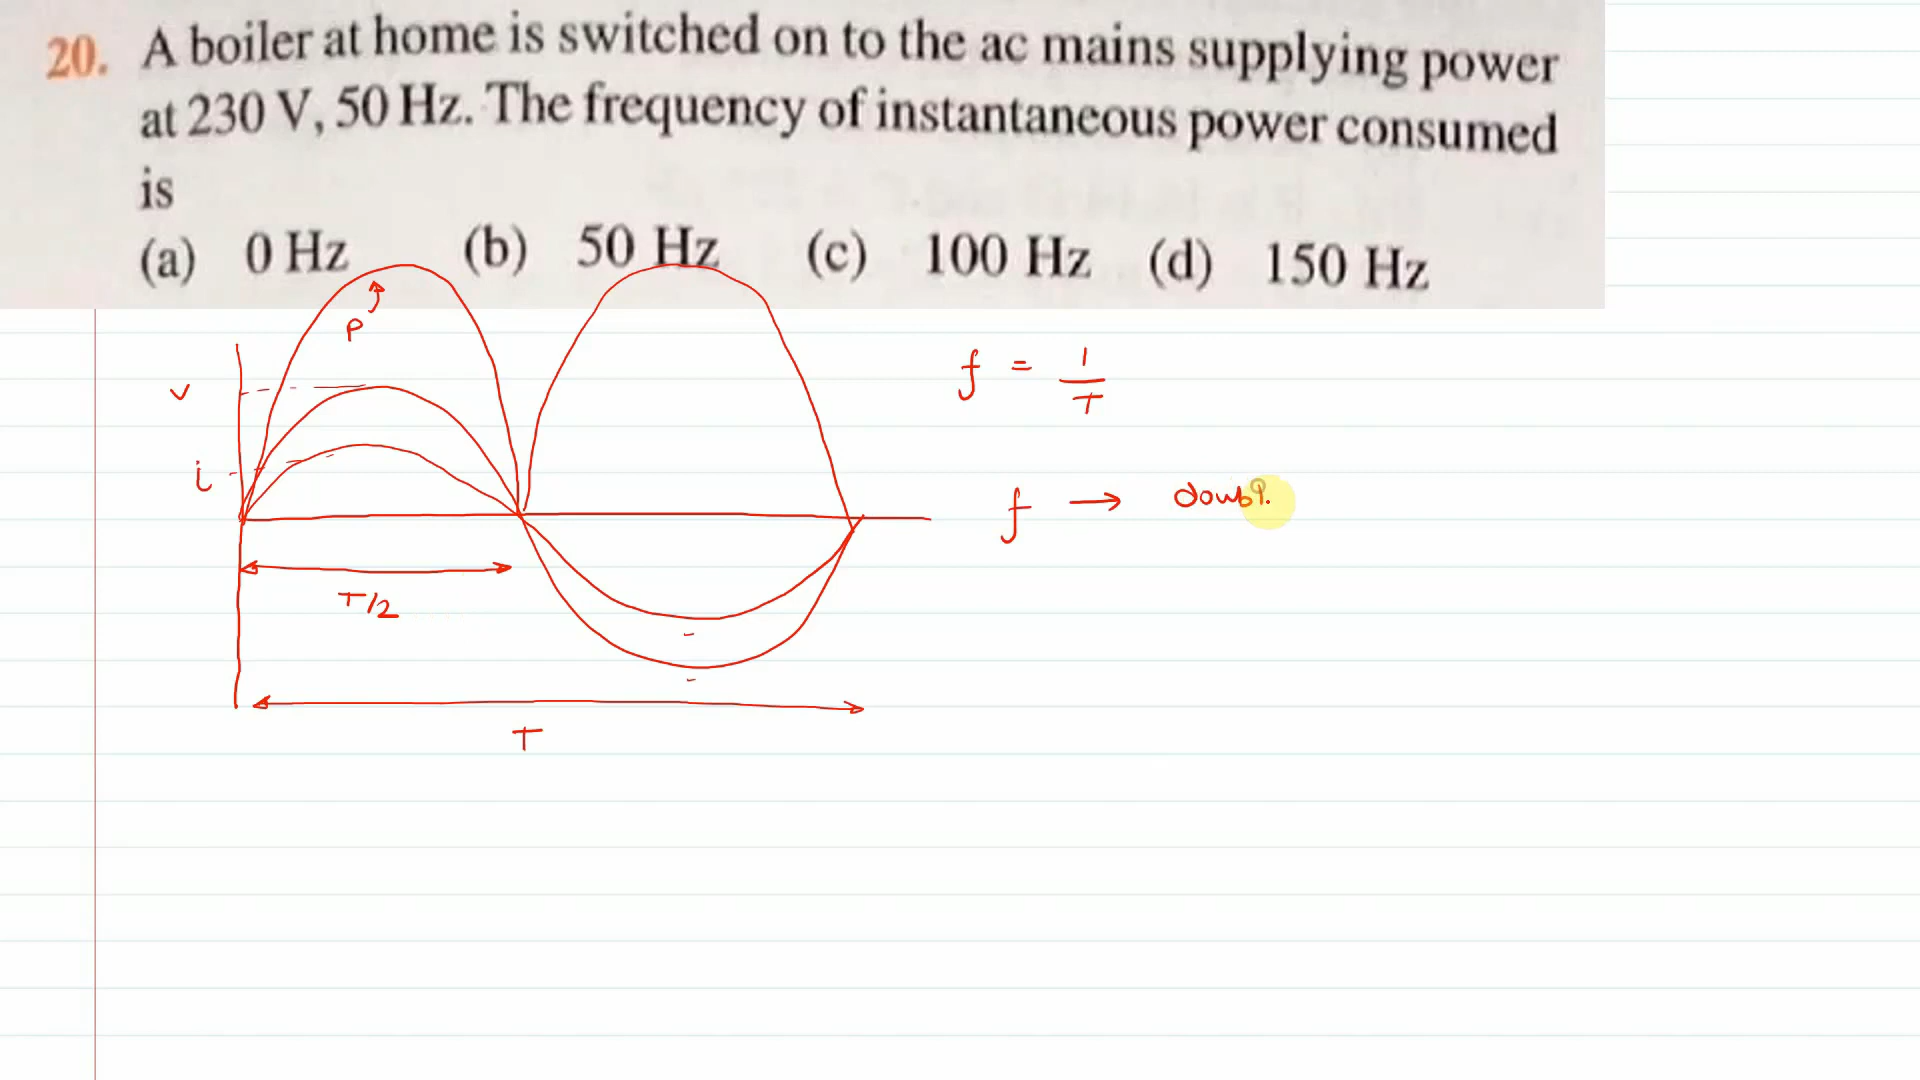 20. A boiler at home is switched on to the ac mains supplying power
at 230 V, 50 Hz. The frequency of instantaneous power consumed
is
(a) 0 Hz (b) 50 Hz (c) 100 Hz (d) 150 Hz
P
v
i
T/2
T
f = 1/T
f → doubl